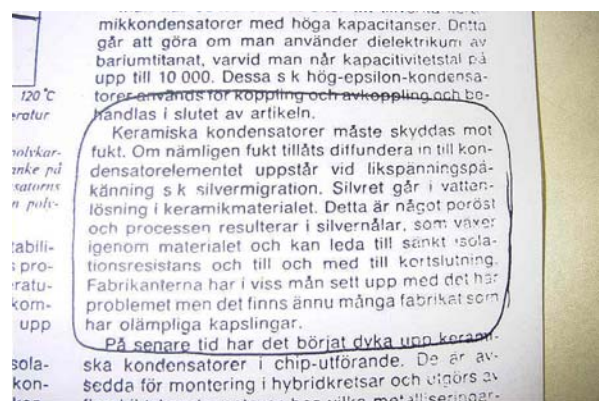 mikkondensatorer med höga kapacitanser. Detta
går att göra om man använder dielektrikum av
bariumtitanat, varvid man når kapacitivitetstal på
upp till 10 000. Dessa s k hög-epsilon-kondensa-
torer används för koppling och avkoppling och be-
handlas i slutet av artikeln.
Keramiska kondensatorer måste skyddas mot
fukt. Om nämligen fukt tillåts diffundera in till kon-
densatorelementet uppstår vid likspänningspå-
känning s k silvermigration. Silvret går i vatten-
lösning i keramikmaterialet. Detta är något poröst
och processen resulterar i silvernålar, som växer
igenom materialet och kan leda till sänkt isola-
tionsresistans och till och med till kortslutning.
Fabrikanterna har i viss mån sett upp med det här
problemet men det finns ännu många fabrikat som
har olämpliga kapslingar.
På senare tid har det börjat dyka upp kerami-
ska kondensatorer i chip-utförande. De är av-
sedda för montering i hybridkretsar och utgörs av
120°C
eratur
polykar-
anke på
satorns
n poly-
tabili-
s pro-
eratu-
kom-
upp
sola-
kon-